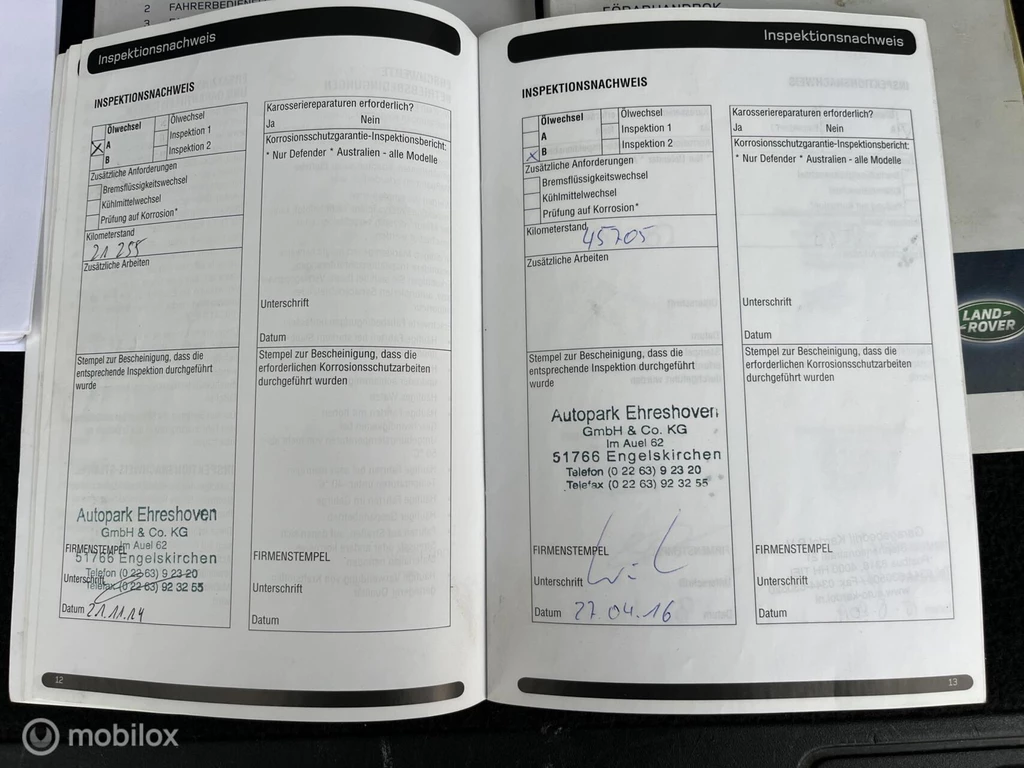 2 FAHRERBEDIENE
3
FÖRARHANDBOK
Inspektionsnachweis
INSPEKTIONSNACHWEIS
Ölwechsel
A
B
Ölwechsel
Inspektion 1
Inspektion 2
Zusätzliche Anforderungen
Bremsflüssigkeitswechsel
Kühlmittelwechsel
Prüfung auf Korrosion*
Kilometerstand
21 255
Zusätzliche Arbeiten
Stempel zur Bescheinigung, dass die
entsprechende Inspektion durchgeführt
wurde
Autopark Ehreshoven
GmbH & Co. KG
Im Auel 62
FIRMENSTEMPEL
51766 Engelskirchen
Telefon (0 22 63) 9 23 20
Unterschrift
Telefax (0 22 63) 92 32 55
Datum 21.11.14
Karosseriereparaturen erforderlich?
Ja Nein
Korrosionsschutzgarantie-Inspektionsbericht:
* Nur Defender * Australien - alle Modelle
Unterschrift
Datum
Stempel zur Bescheinigung, dass die
erforderlichen Korrosionsschutzarbeiten
durchgeführt wurden
FIRMENSTEMPEL
Unterschrift
Datum
12
Inspektionsnachweis
INSPEKTIONSNACHWEIS
Ölwechsel
A
B
Ölwechsel
Inspektion 1
Inspektion 2
Zusätzliche Anforderungen
Bremsflüssigkeitswechsel
Kühlmittelwechsel
Prüfung auf Korrosion*
Kilometerstand
45705
Zusätzliche Arbeiten
Stempel zur Bescheinigung, dass die
entsprechende Inspektion durchgeführt
wurde
Autopark Ehreshoven
GmbH & Co. KG
Im Auel 62
51766 Engelskirchen
Telefon (0 22 63) 9 23 20
Telefax (0 22 63) 92 32 55
FIRMENSTEMPEL
Unterschrift
Datum 27.04.16
Karosseriereparaturen erforderlich?
Ja Nein
Korrosionsschutzgarantie-Inspektionsbericht:
* Nur Defender * Australien - alle Modelle
Unterschrift
Datum
Stempel zur Bescheinigung, dass die
erforderlichen Korrosionsschutzarbeiten
durchgeführt wurden
FIRMENSTEMPEL
Unterschrift
Datum
13
LAND-
-ROVER
mobilox